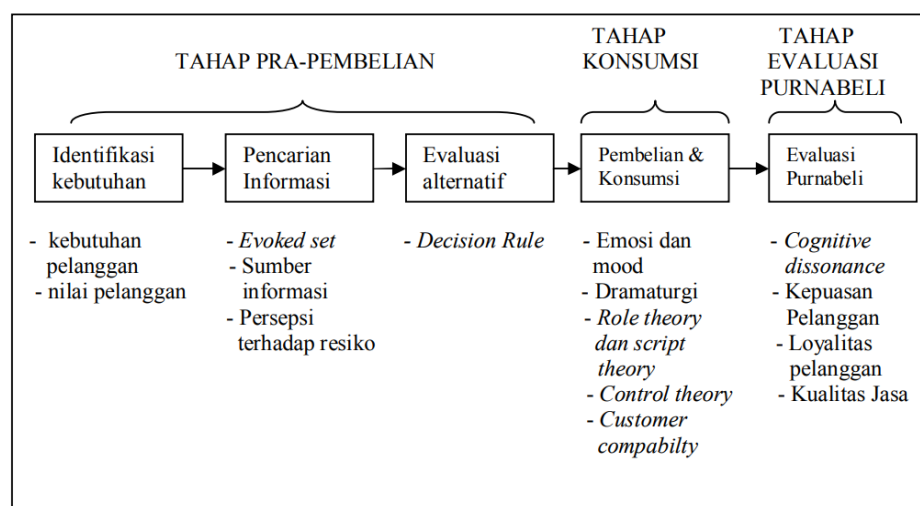 TAHAP PRA-PEMBELIAN
TAHAP
KONSUMSI
TAHAP
EVALUASI
PURNABELI
Identifikasi
kebutuhan
Pencarian
Informasi
Evaluasi
alternatif
Pembelian &
Konsumsi
Evaluasi
Purnabeli
- kebutuhan
pelanggan
- nilai pelanggan
- Evoked set
- Sumber
informasi
- Persepsi
terhadap resiko
- Decision Rule
- Emosi dan
mood
- Dramaturgi
- Role theory
dan script
theory
- Control theory
- Customer
compabilty
- Cognitive
dissonance
- Kepuasan
Pelanggan
- Loyalitas
pelanggan
- Kualitas Jasa